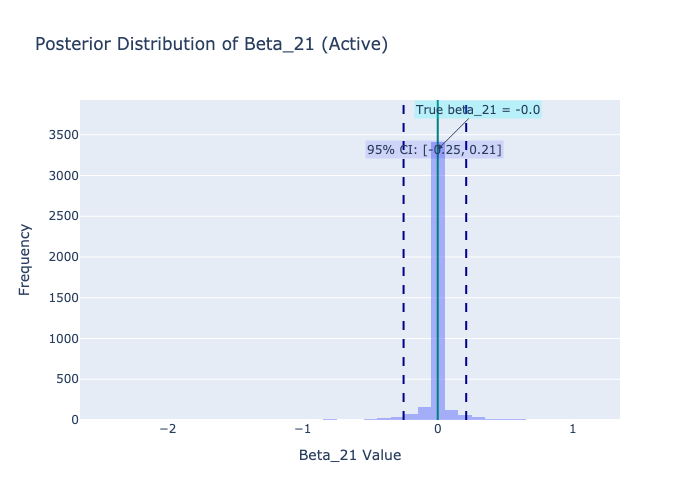 Posterior Distribution of Beta_21 (Active)
True beta_21 = -0.0
95% CI: [-0.25, 0.21]
3500
3000
2500
2000
1500
1000
500
0
Frequency
−2
−1
0
1
Beta_21 Value